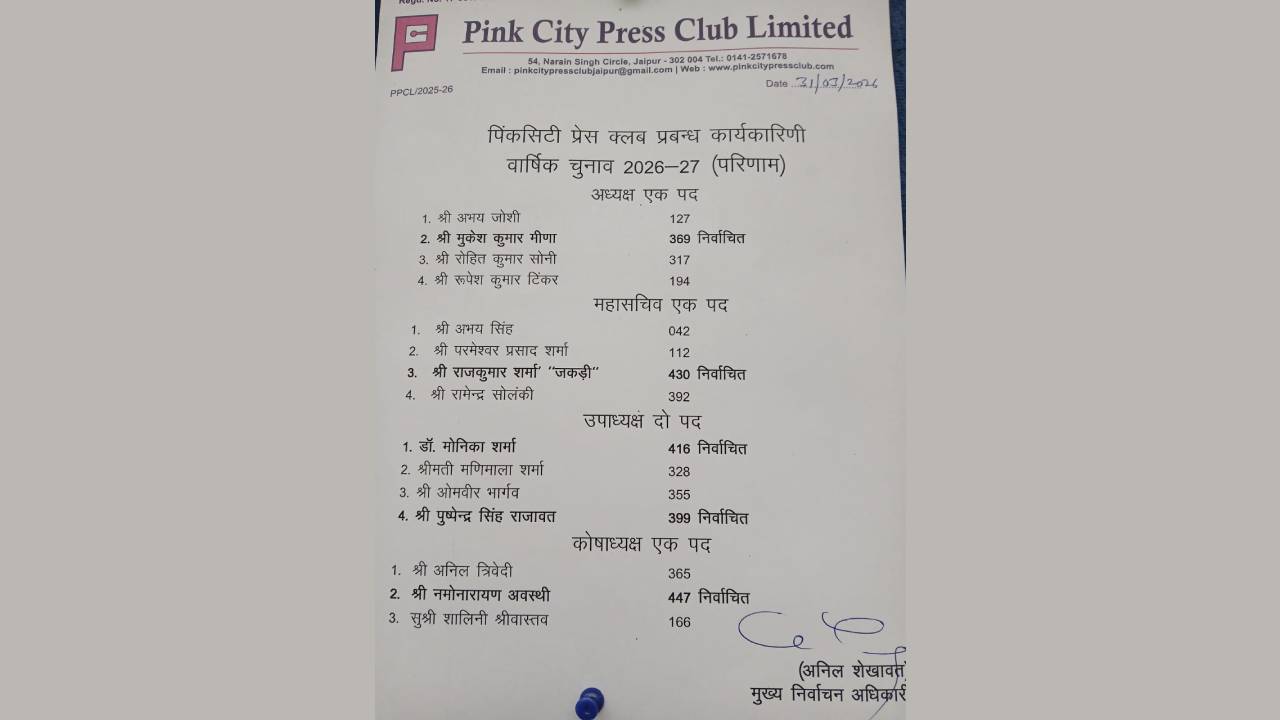 Pink City Press Club Limited
54, Narain Singh Circle, Jaipur - 302 004 Tel.: 0141-2571678
Email : pinkcitypressclubjaipur@gmail.com | Web : www.pinkcitypressclub.com
Date 31/03/2026
PPCL/2025-26
पिंकसिटी प्रेस क्लब प्रबन्ध कार्यकारिणी
वार्षिक चुनाव 2026–27 (परिणाम)
अध्यक्ष एक पद
1. श्री अभय जोशी 127
2. श्री मुकेश कुमार मीणा 369 निर्वाचित
3. श्री रोहित कुमार सोनी 317
4. श्री रूपेश कुमार टिंकर 194
महासचिव एक पद
1. श्री अभय सिंह 042
2. श्री परमेश्वर प्रसाद शर्मा 112
3. श्री राजकुमार शर्मा’ “जकड़ी” 430 निर्वाचित
4. श्री रामेन्द्र सोलंकी 392
उपाध्यक्ष दो पद
1. डॉ. मोनिका शर्मा 416 निर्वाचित
2. श्रीमती मणिमाला शर्मा 328
3. श्री ओमवीर भार्गव 355
4. श्री पुष्पेन्द्र सिंह राजावत 399 निर्वाचित
कोषाध्यक्ष एक पद
1. श्री अनिल त्रिवेदी 365
2. श्री नमोनारायण अवस्थी 447 निर्वाचित
3. सुश्री शालिनी श्रीवास्तव 166
(अनिल शेखावत)
मुख्य निर्वाचन अधिकारी